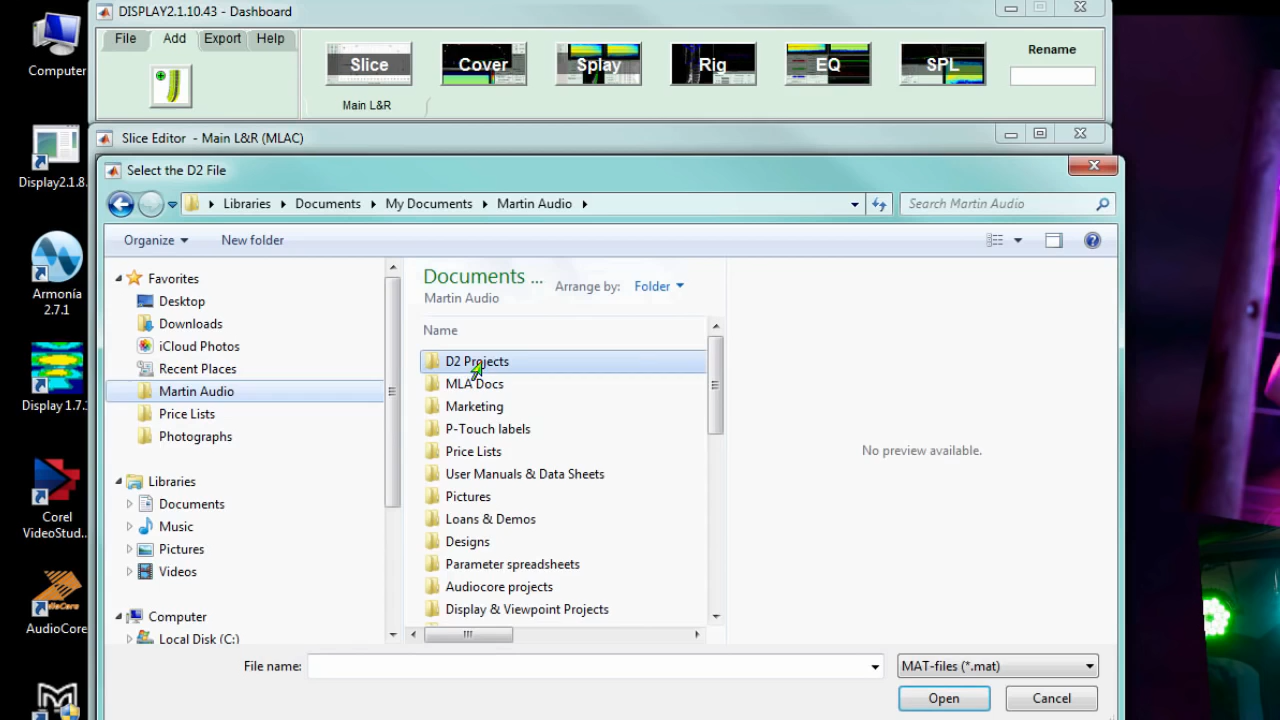 DISPLAY2.1.10.43 - Dashboard
File Add Export Help
Slice Cover Splay Rig EQ SPL
Rename
Main L&R
Computer
Slice Editor - Main L&R (MLAC)
Select the D2 File
Display2.1.8.
Libraries Documents My Documents Martin Audio
Search Martin Audio
Organize New folder
Favorites
Desktop
Downloads
iCloud Photos
Recent Places
Martin Audio
Price Lists
Photographs
Libraries
Documents
Music
Pictures
Videos
Computer
Local Disk (C:)
Armonía
2.7.1
Display 1.7.
Corel
VideoStud...
AudioCore
Documents ...
Martin Audio
Arrange by: Folder
Name
D2 Projects
MLA Docs
Marketing
P-Touch labels
Price Lists
User Manuals & Data Sheets
Pictures
Loans & Demos
Designs
Parameter spreadsheets
Audiocore projects
Display & Viewpoint Projects
No preview available.
File name:
MAT-files (*.mat)
Open Cancel